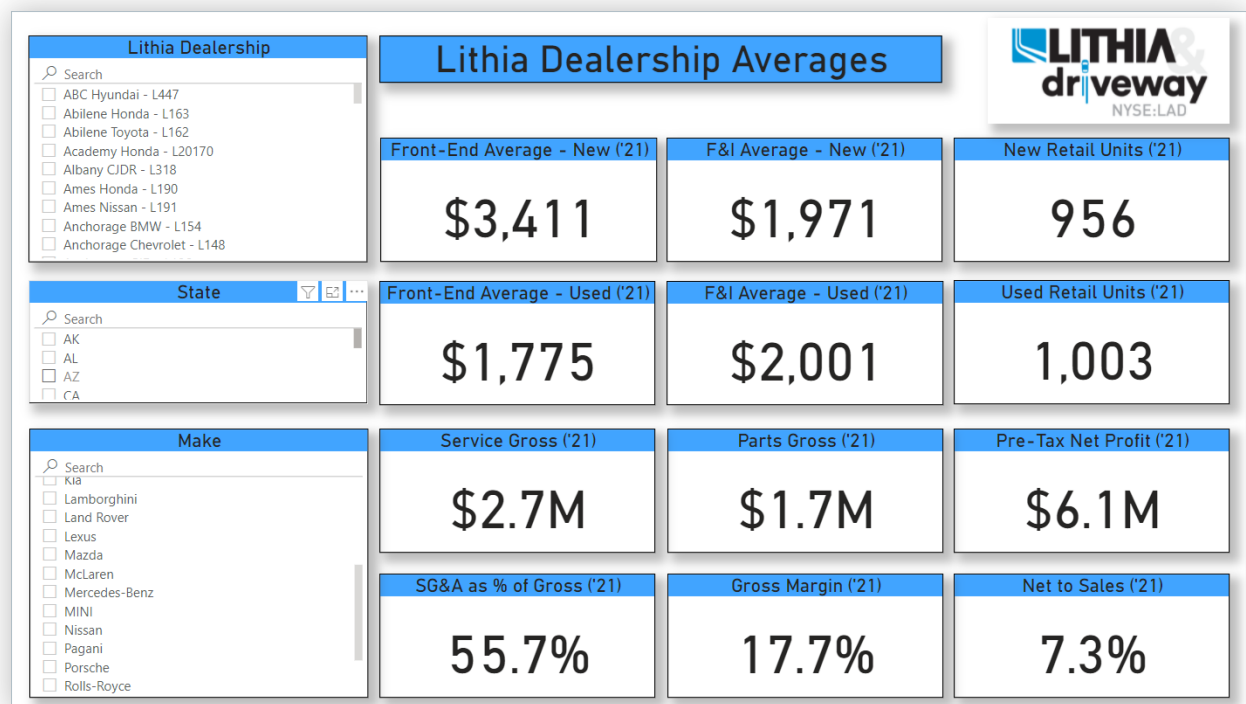 Lithia Dealership
Search
ABC Hyundai - L447
Abilene Honda - L163
Abilene Toyota - L162
Academy Honda - L20170
Albany CJDR - L318
Ames Honda - L190
Ames Nissan - L191
Anchorage BMW - L154
Anchorage Chevrolet - L148
State
Search
AK
AL
AZ
CA
Make
Search
Kia
Lamborghini
Land Rover
Lexus
Mazda
McLaren
Mercedes-Benz
MINI
Nissan
Pagani
Porsche
Rolls-Royce
Lithia Dealership Averages
LITHIA &
driveway
NYSE:LAD
Front-End Average - New ('21)
$3,411
F&I Average - New ('21)
$1,971
New Retail Units ('21)
956
Front-End Average - Used ('21)
$1,775
F&I Average - Used ('21)
$2,001
Used Retail Units ('21)
1,003
Service Gross ('21)
$2.7M
Parts Gross ('21)
$1.7M
Pre-Tax Net Profit ('21)
$6.1M
SG&A as % of Gross ('21)
55.7%
Gross Margin ('21)
17.7%
Net to Sales ('21)
7.3%